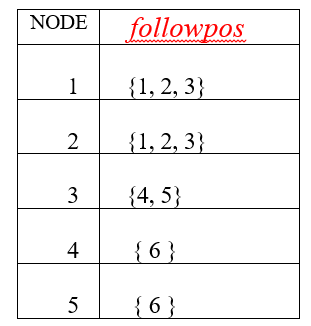 NODE followpos
1 {1, 2, 3}
2 {1, 2, 3}
3 {4, 5}
4 { 6 }
5 { 6 }